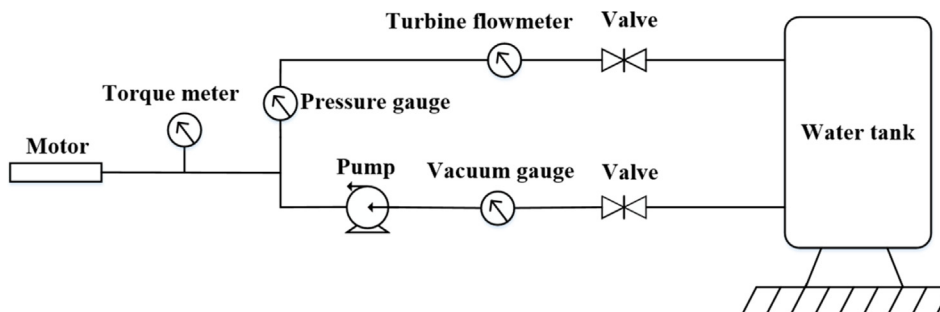 Turbine flowmeter
Valve
Torque meter
Pressure gauge
Motor
Pump
Vacuum gauge
Valve
Water tank